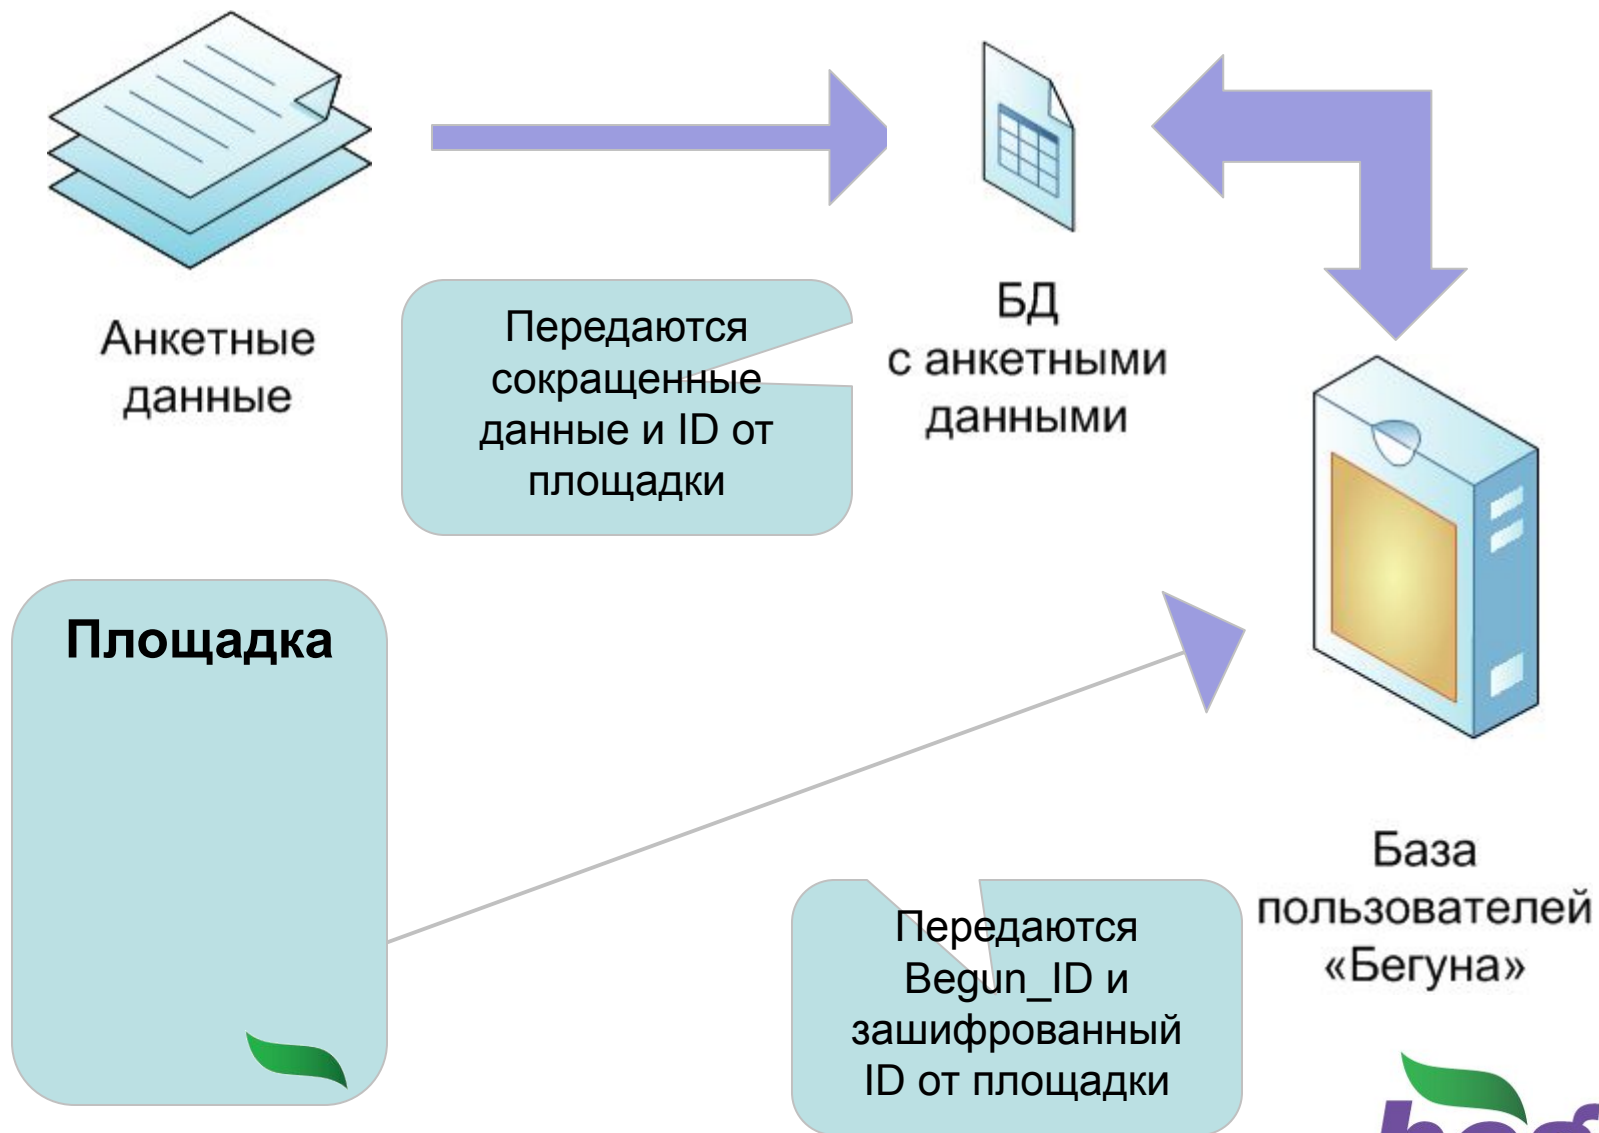 Анкетные
данные
Передаются
сокращенные
данные и ID от
площадки
БД
с анкетными
данными
Площадка
Передаются
Begun_ID и
зашифрованный
ID от площадки
База
пользователей
«Бегуна»